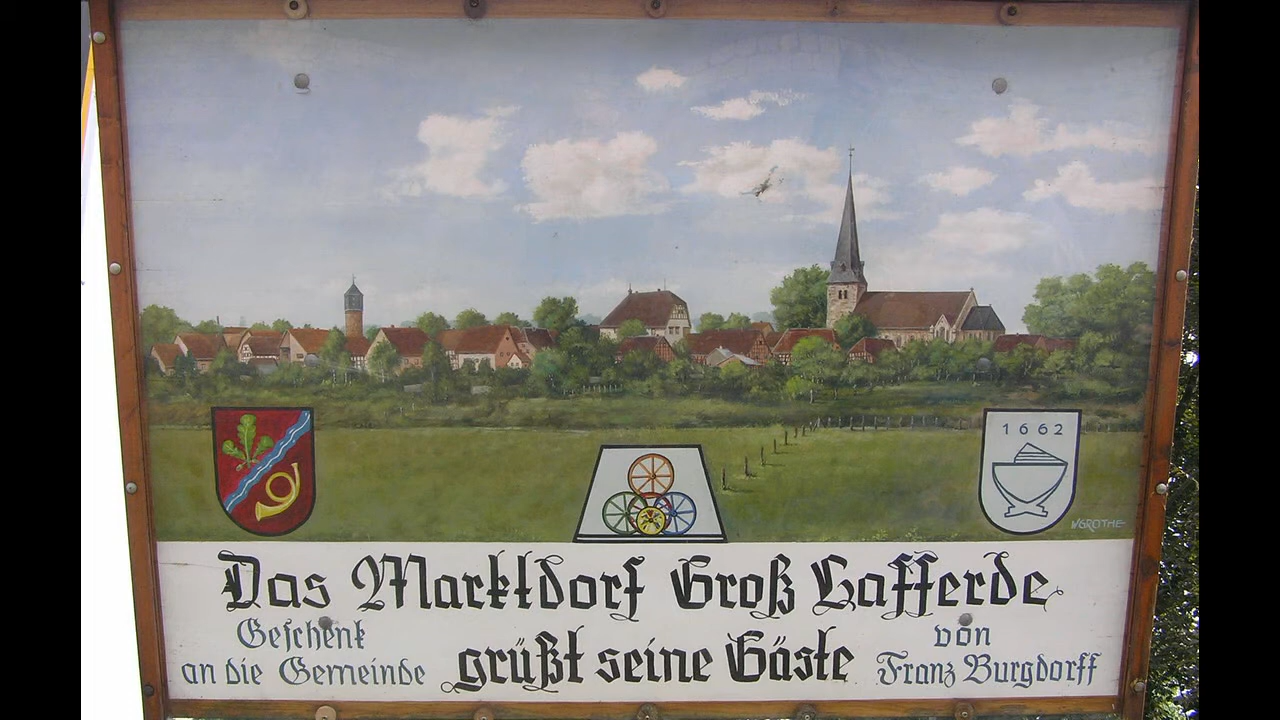 1662
W.GROTHE
Das Marktdorf Groß Lafferde
grüßt seine Gäste
Geschenk
an die Gemeinde
von
Franz Burgdorff